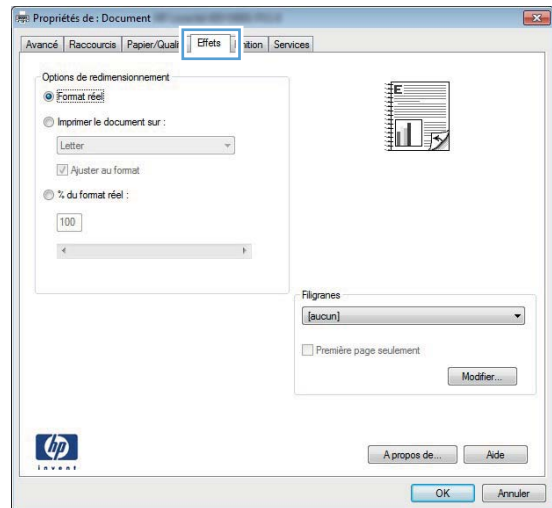 Propriétés de : Document
Avancé Raccourcis Papier/Quali Effets nition Services
Options de redimensionnement
Format réel
Imprimer le document sur :
Letter
Ajuster au format
% du format réel :
100
E
Filigranes
[aucun]
Première page seulement
Modifier...
hp
invent
A propos de... Aide
OK Annuler